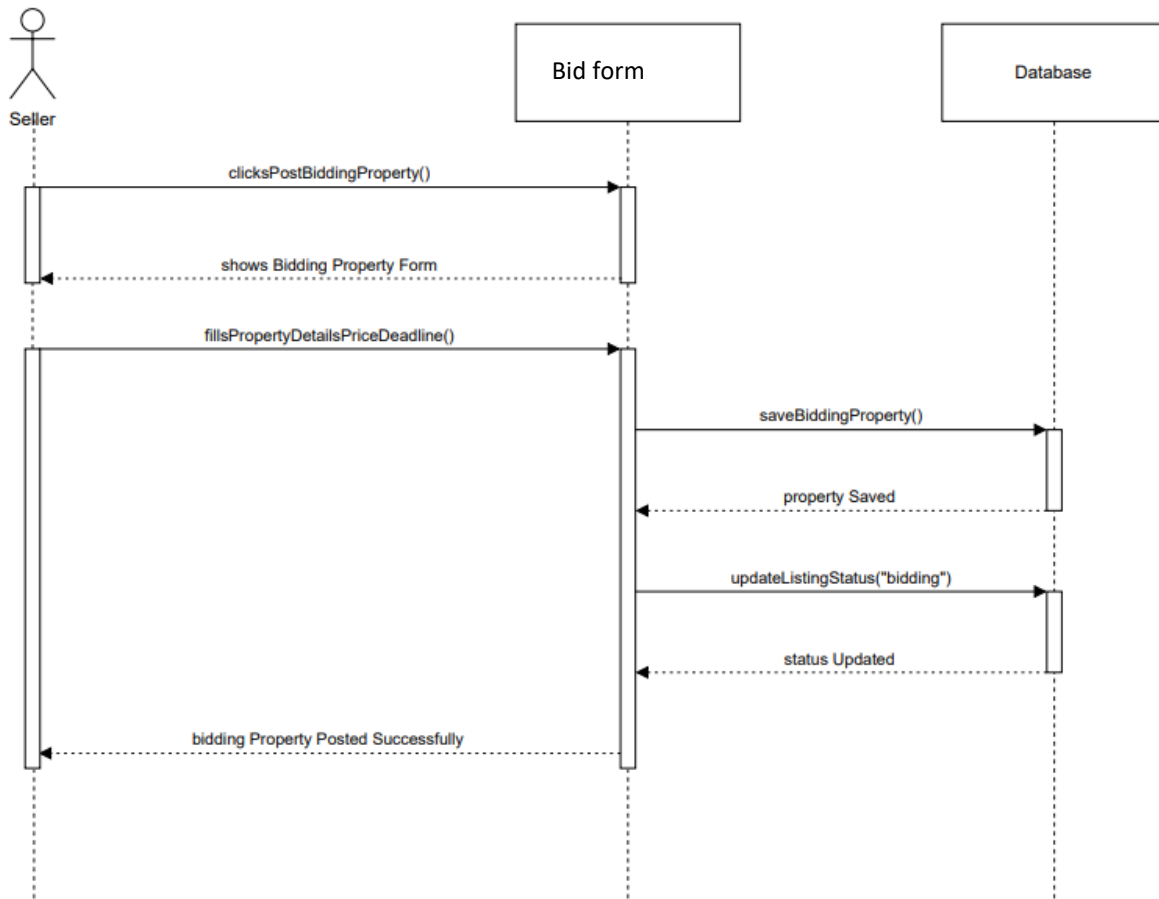 Bid form
Database
Seller
clicksPostBiddingProperty()
shows Bidding Property Form
fillsPropertyDetailsPriceDeadline()
saveBiddingProperty()
property Saved
updateListingStatus("bidding")
status Updated
bidding Property Posted Successfully